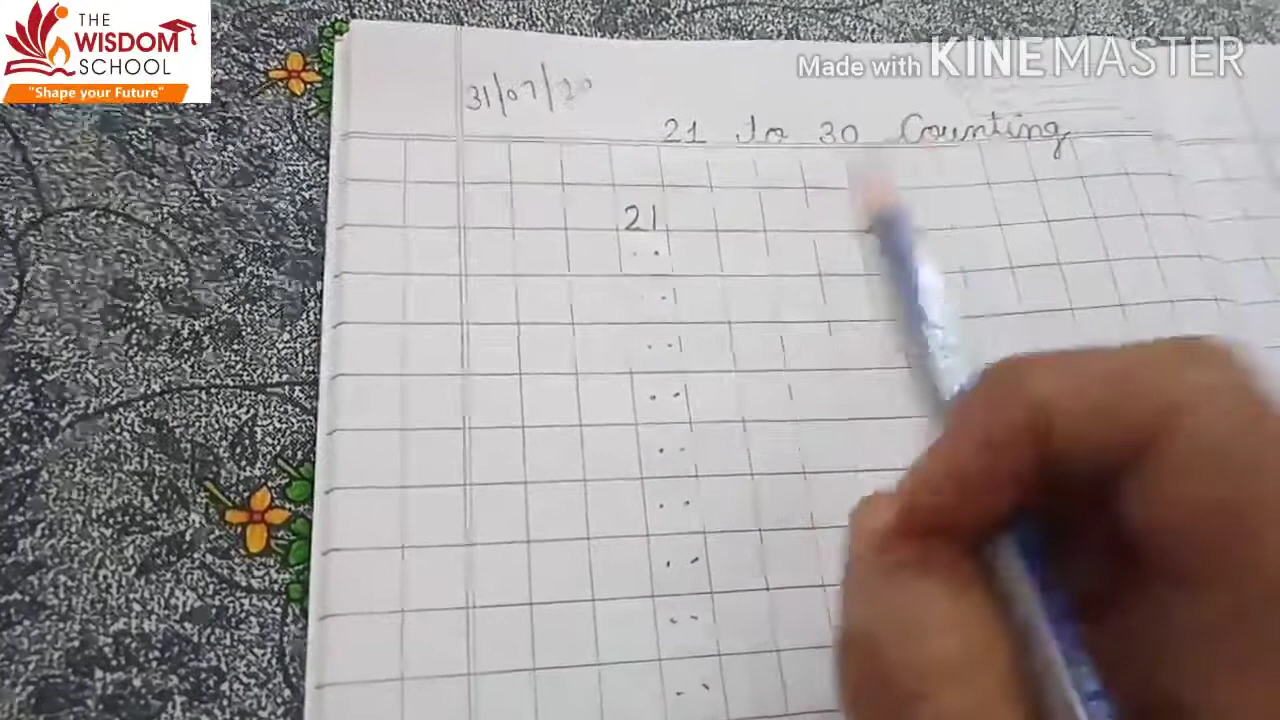 THE
WISDOM
SCHOOL
"Shape your Future"
Made with KINEMASTER
31/07/20
21 to 30 Counting
21